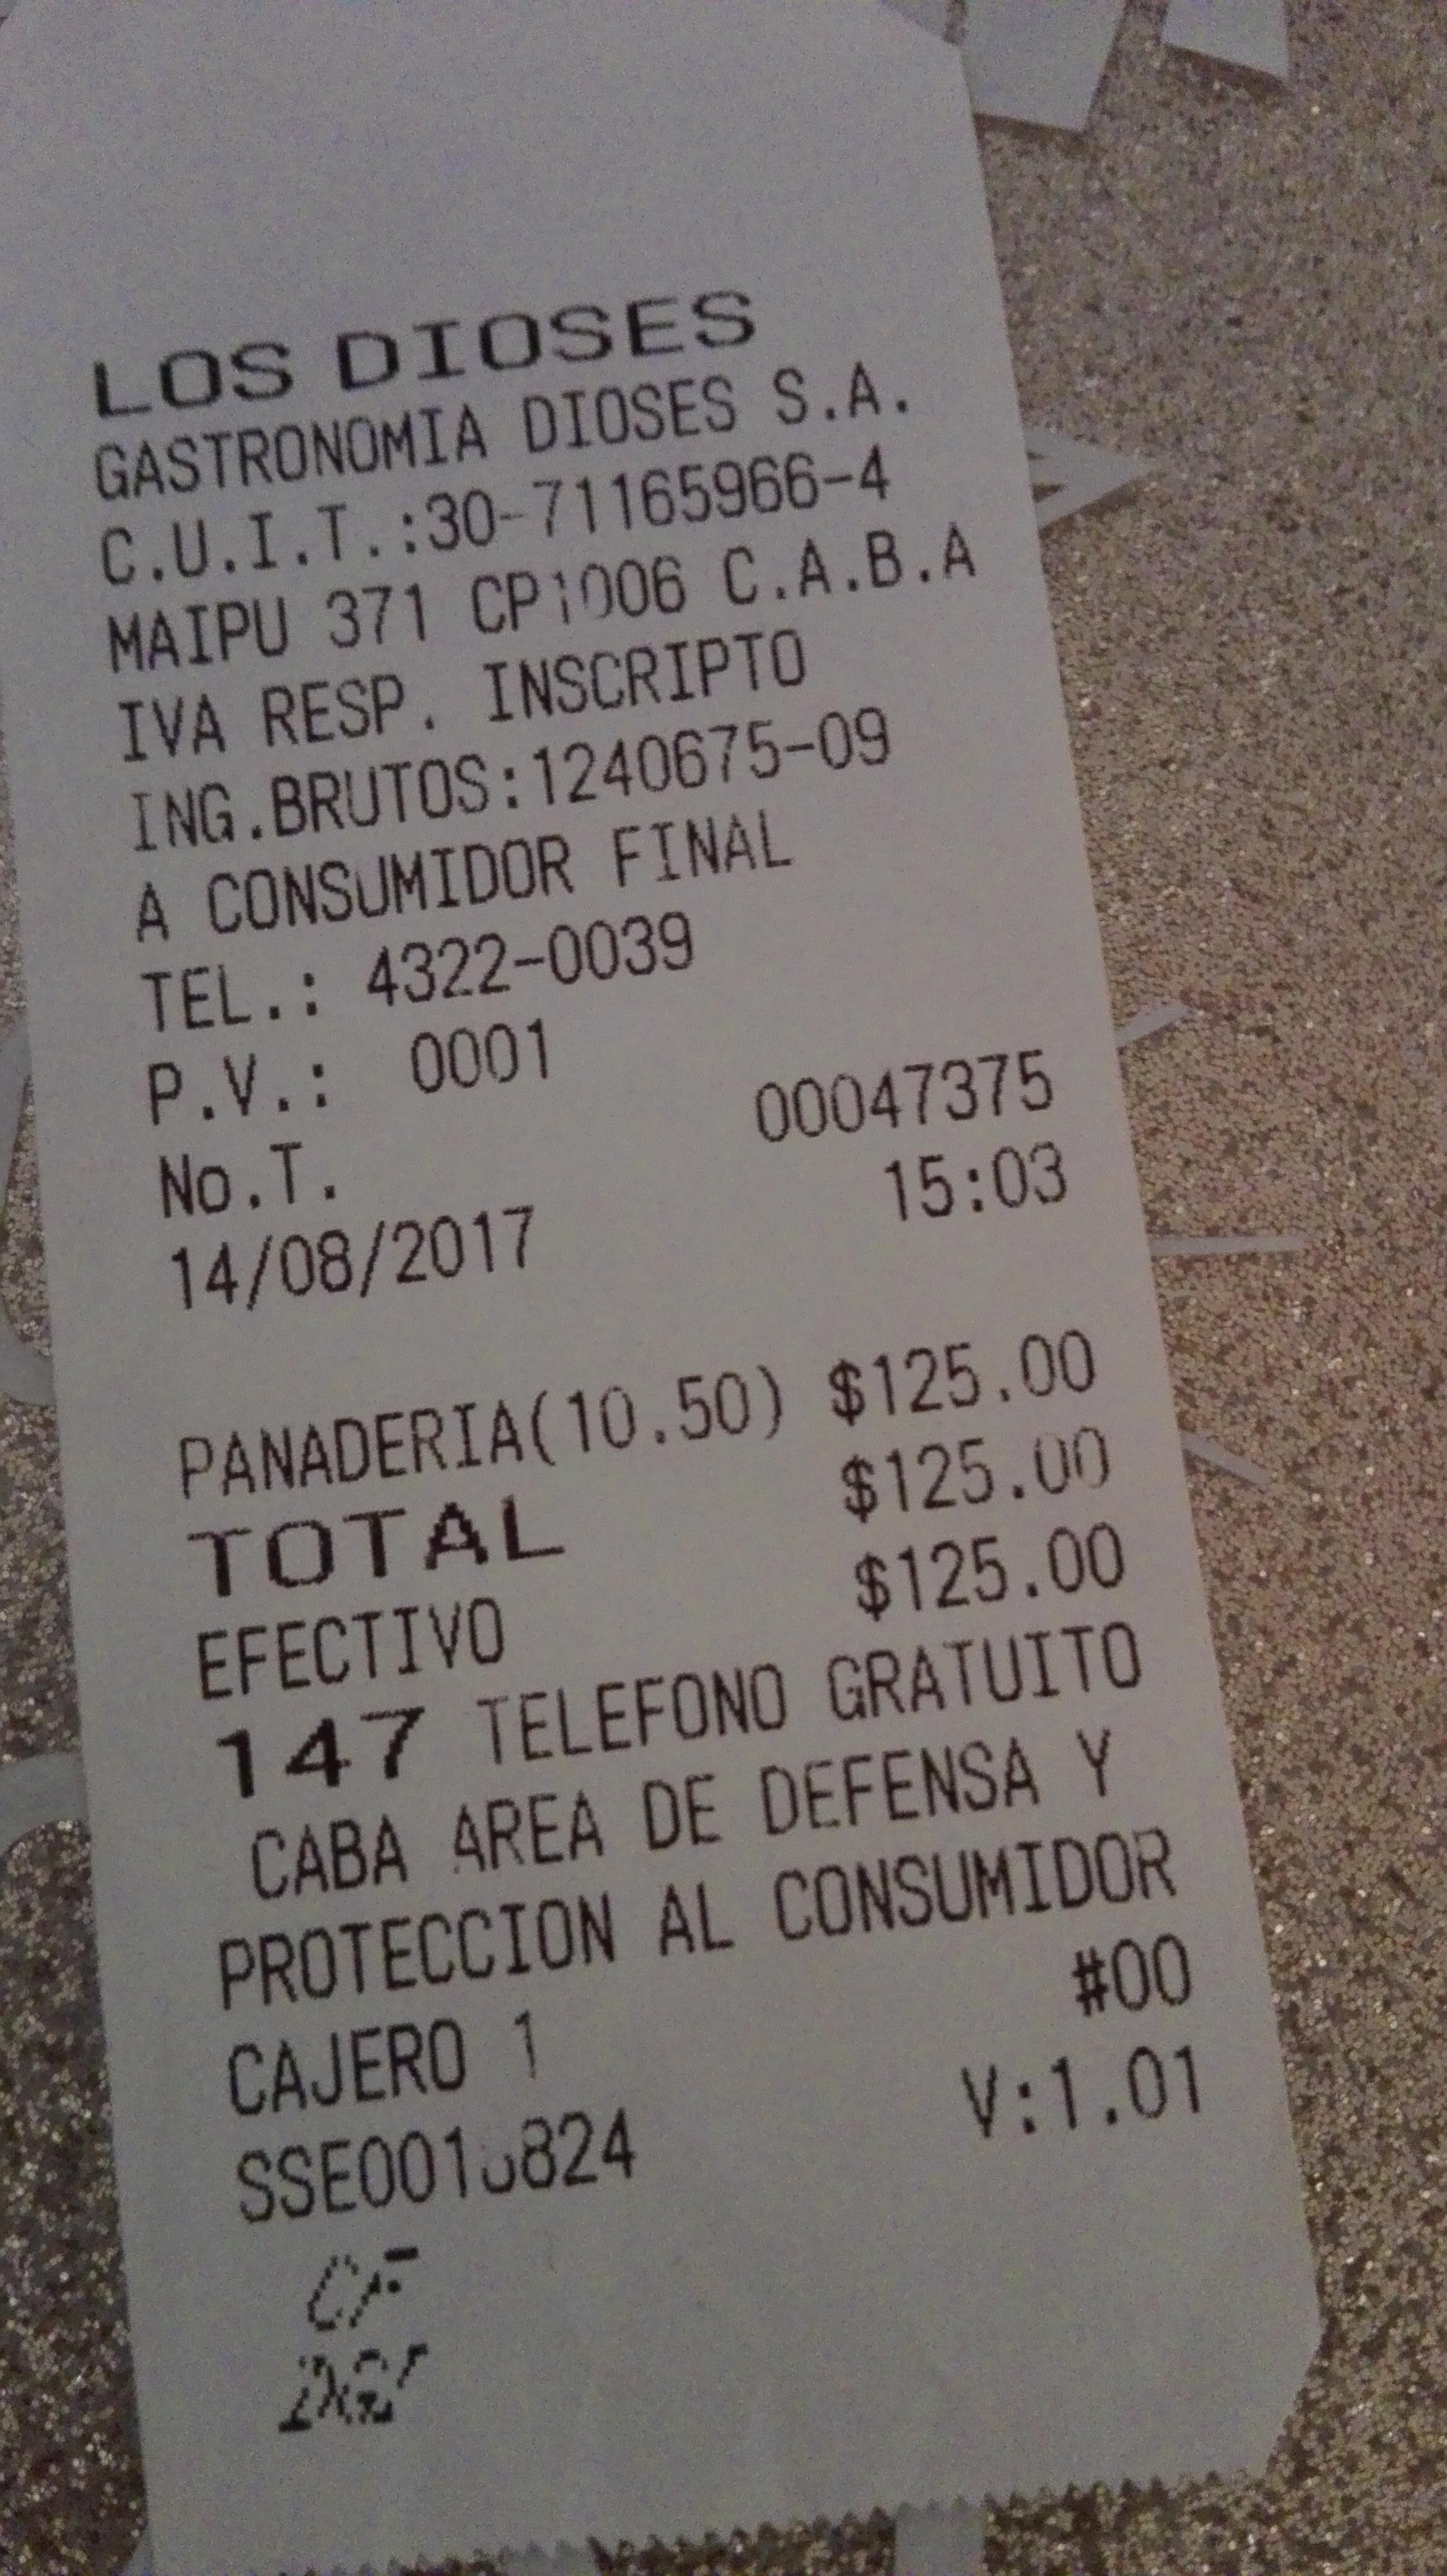 LOS DIOSES
GASTRONOMIA DIOSES S.A.
C.U.I.T.:30-71165966-4
MAIPU 371 CP1006 C.A.B.A
IVA RESP. INSCRIPTO
ING.BRUTOS:1240675-09
A CONSUMIDOR FINAL
TEL.: 4322-0039
P.V.: 0001
No.T. 00047375
14/08/2017 15:03
PANADERIA(10.50) $125.00
TOTAL $125.00
EFECTIVO $125.00
147 TELEFONO GRATUITO
CABA AREA DE DEFENSA Y
PROTECCION AL CONSUMIDOR
CAJERO 1 #00
V:1.01
CF